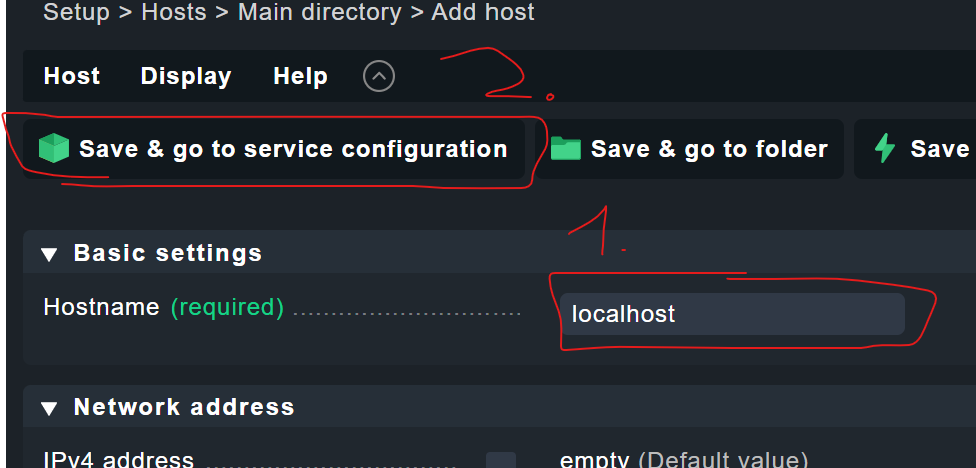 Setup > Hosts > Main directory > Add host
Host Display Help
2.
Save & go to service configuration Save & go to folder Save
1.
Basic settings
Hostname (required) localhost
Network address
IPv4 address empty (Default value)